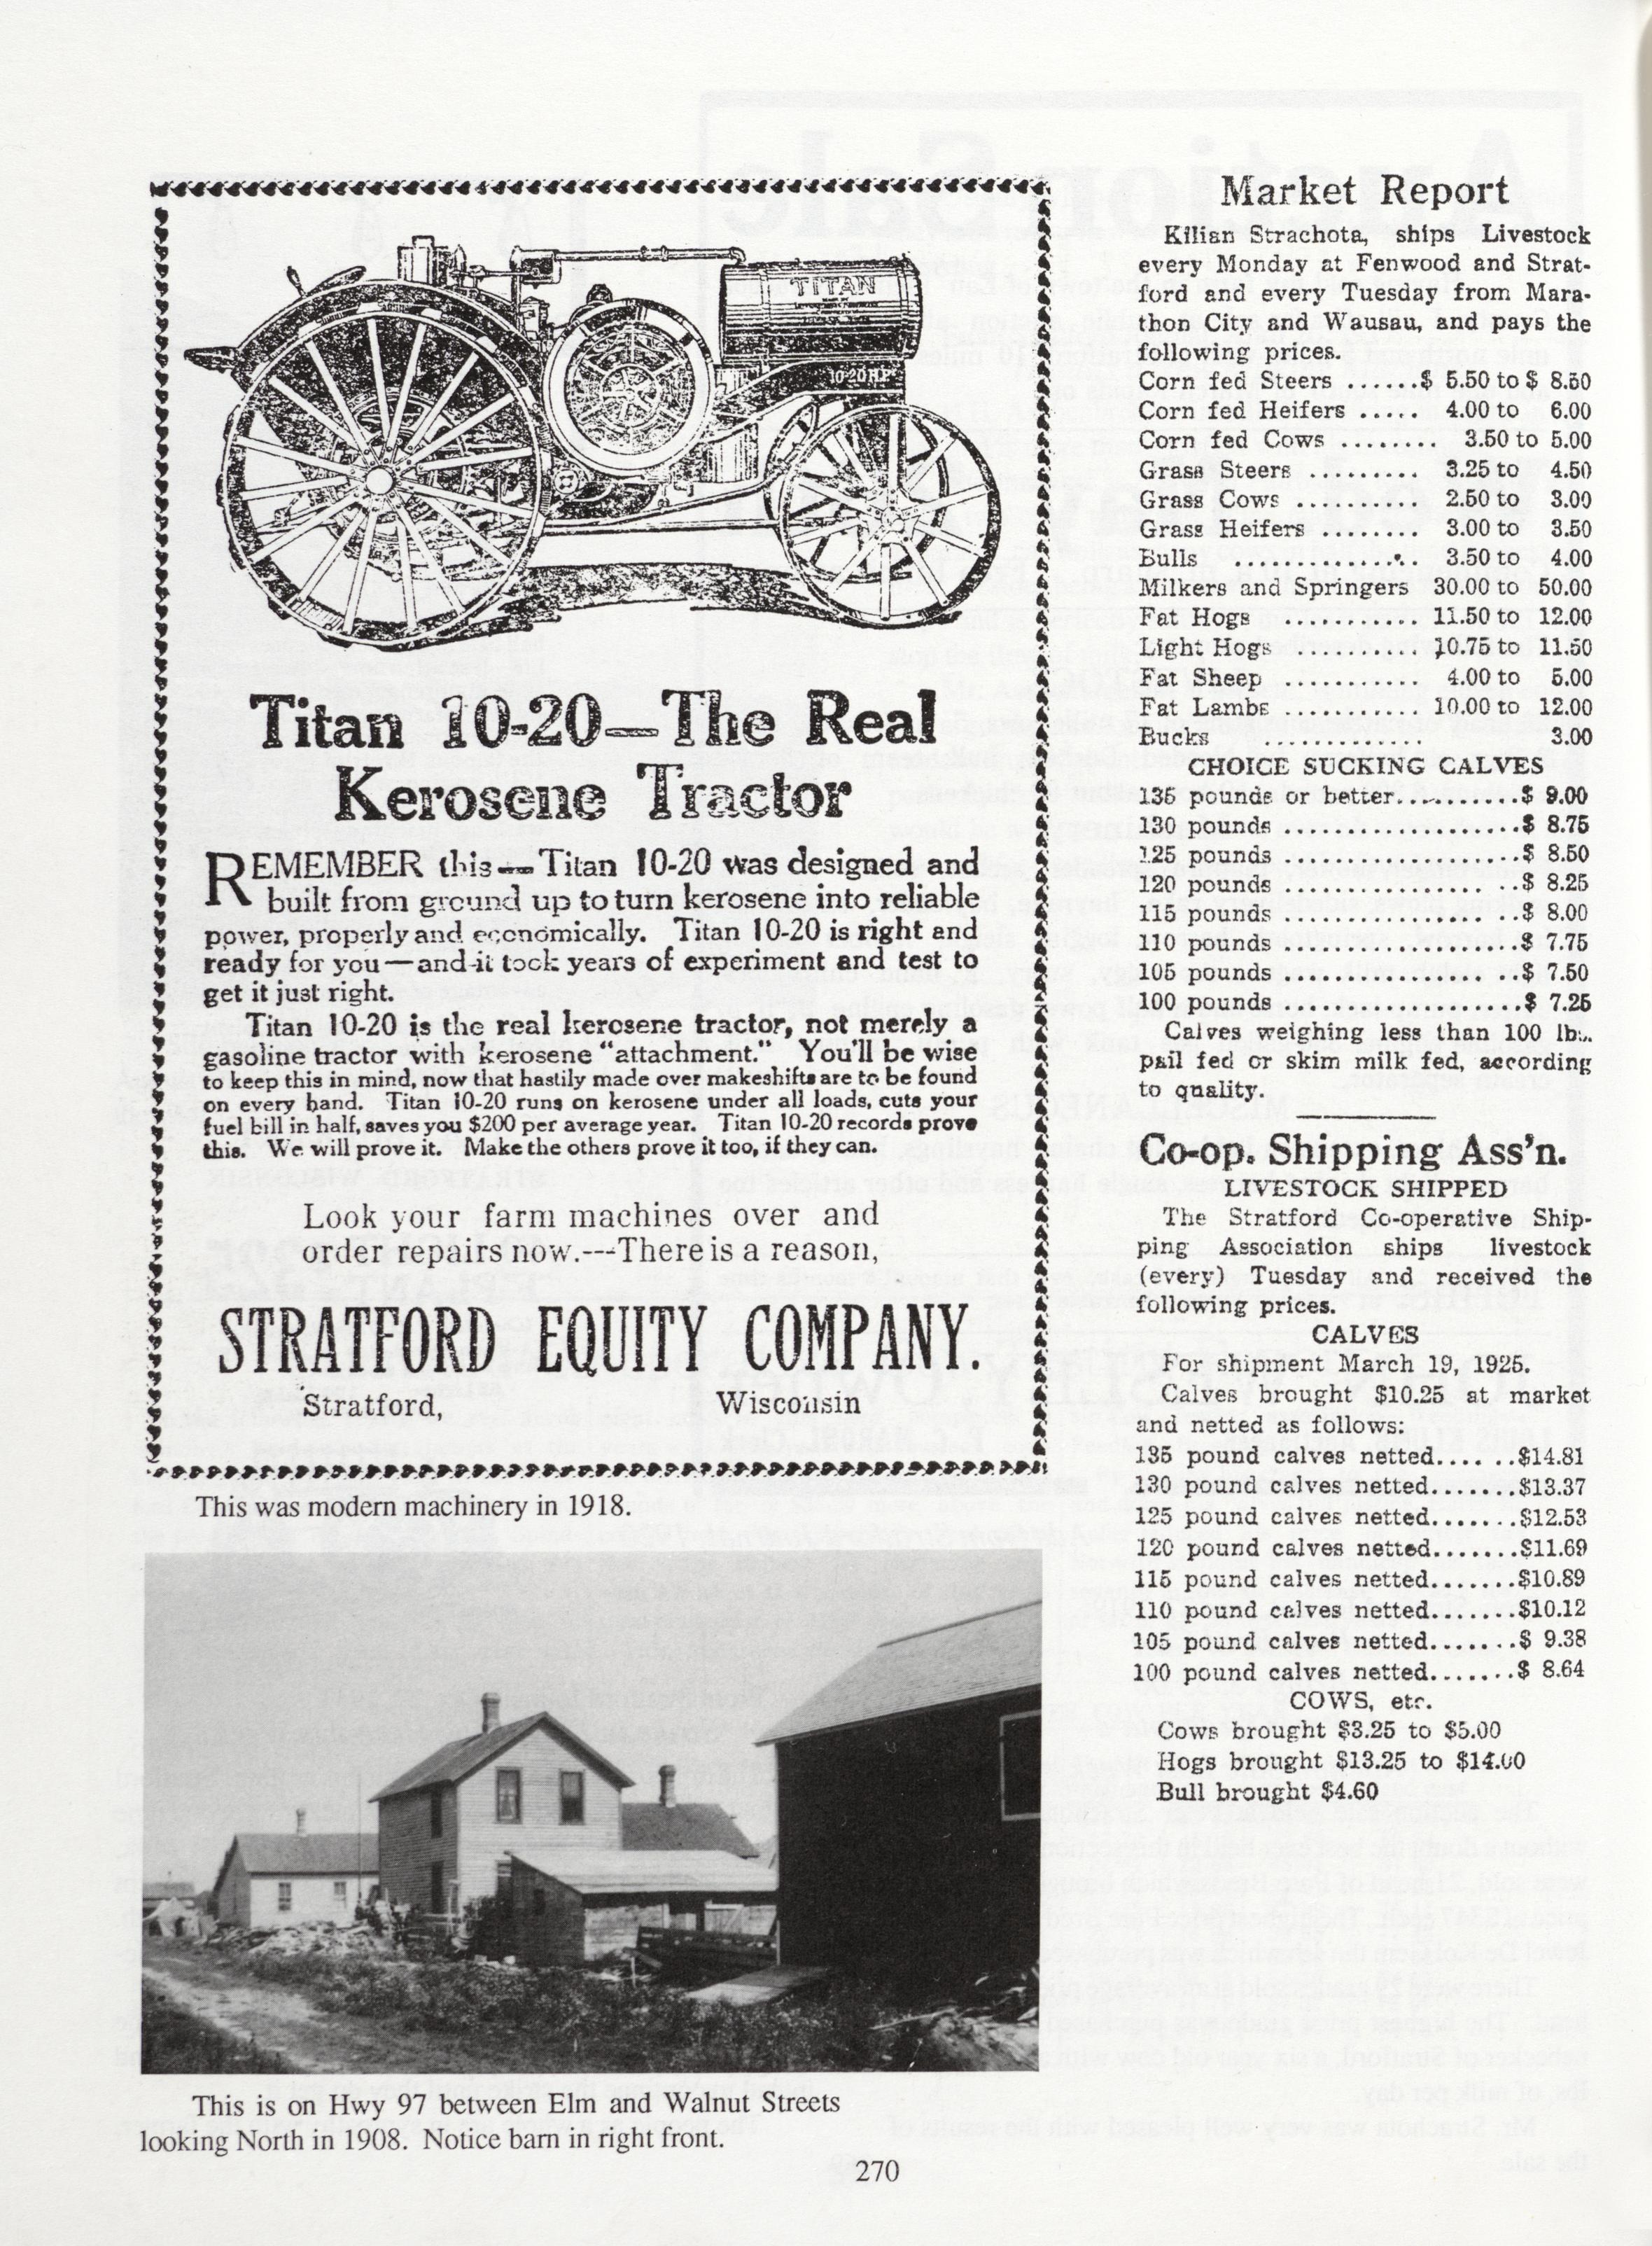 TITAN
10-20 H.P.
Titan 10-20—The Real
Kerosene Tractor
REMEMBER this—Titan 10-20 was designed and
built from ground up to turn kerosene into reliable
power, properly and economically. Titan 10-20 is right and
ready for you—and it took years of experiment and test to
get it just right.
Titan 10-20 is the real kerosene tractor, not merely a
gasoline tractor with kerosene "attachment." You'll be wise
to keep this in mind, now that hastily made over makeshifts are to be found
on every hand. Titan 10-20 runs on kerosene under all loads, cuts your
fuel bill in half, saves you $200 per average year. Titan 10-20 records prove
this. We will prove it. Make the others prove it too, if they can.
Look your farm machines over and
order repairs now.---There is a reason,
STRATFORD EQUITY COMPANY.
Stratford, Wisconsin
This was modern machinery in 1918.
This is on Hwy 97 between Elm and Walnut Streets
looking North in 1908. Notice barn in right front.
Market Report
Kilian Strachota, ships Livestock
every Monday at Fenwood and Strat-
ford and every Tuesday from Mara-
thon City and Wausau, and pays the
following prices.
Corn fed Steers ......$ 5.50 to $ 8.50
Corn fed Heifers ..... 4.00 to 6.00
Corn fed Cows ........ 3.50 to 5.00
Grass Steers ......... 3.25 to 4.50
Grass Cows .......... 2.50 to 3.00
Grass Heifers ........ 3.00 to 3.50
Bulls ............... 3.50 to 4.00
Milkers and Springers 30.00 to 50.00
Fat Hogs ........... 11.50 to 12.00
Light Hogs .......... 10.75 to 11.50
Fat Sheep ........... 4.00 to 5.00
Fat Lambs ........... 10.00 to 12.00
Bucks ............. 3.00
CHOICE SUCKING CALVES
135 pounds or better..........$ 9.00
130 pounds ...................$ 8.75
125 pounds ...................$ 8.50
120 pounds ................ ..$ 8.25
115 pounds ................ ..$ 8.00
110 pounds ...................$ 7.75
105 pounds ................ ..$ 7.50
100 pounds ...................$ 7.25
Calves weighing less than 100 lbs.
pail fed or skim milk fed, according
to quality.
Co-op. Shipping Ass'n.
LIVESTOCK SHIPPED
The Stratford Co-operative Ship-
ping Association ships livestock
(every) Tuesday and received the
following prices.
CALVES
For shipment March 19, 1925.
Calves brought $10.25 at market
and netted as follows:
135 pound calves netted.... ..$14.81
130 pound calves netted.......$13.37
125 pound calves netted.......$12.53
120 pound calves netted.......$11.69
115 pound calves netted.......$10.89
110 pound calves netted.......$10.12
105 pound calves netted.......$ 9.38
100 pound calves netted.......$ 8.64
COWS, etc.
Cows brought $3.25 to $5.00
Hogs brought $13.25 to $14.00
Bull brought $4.60
270